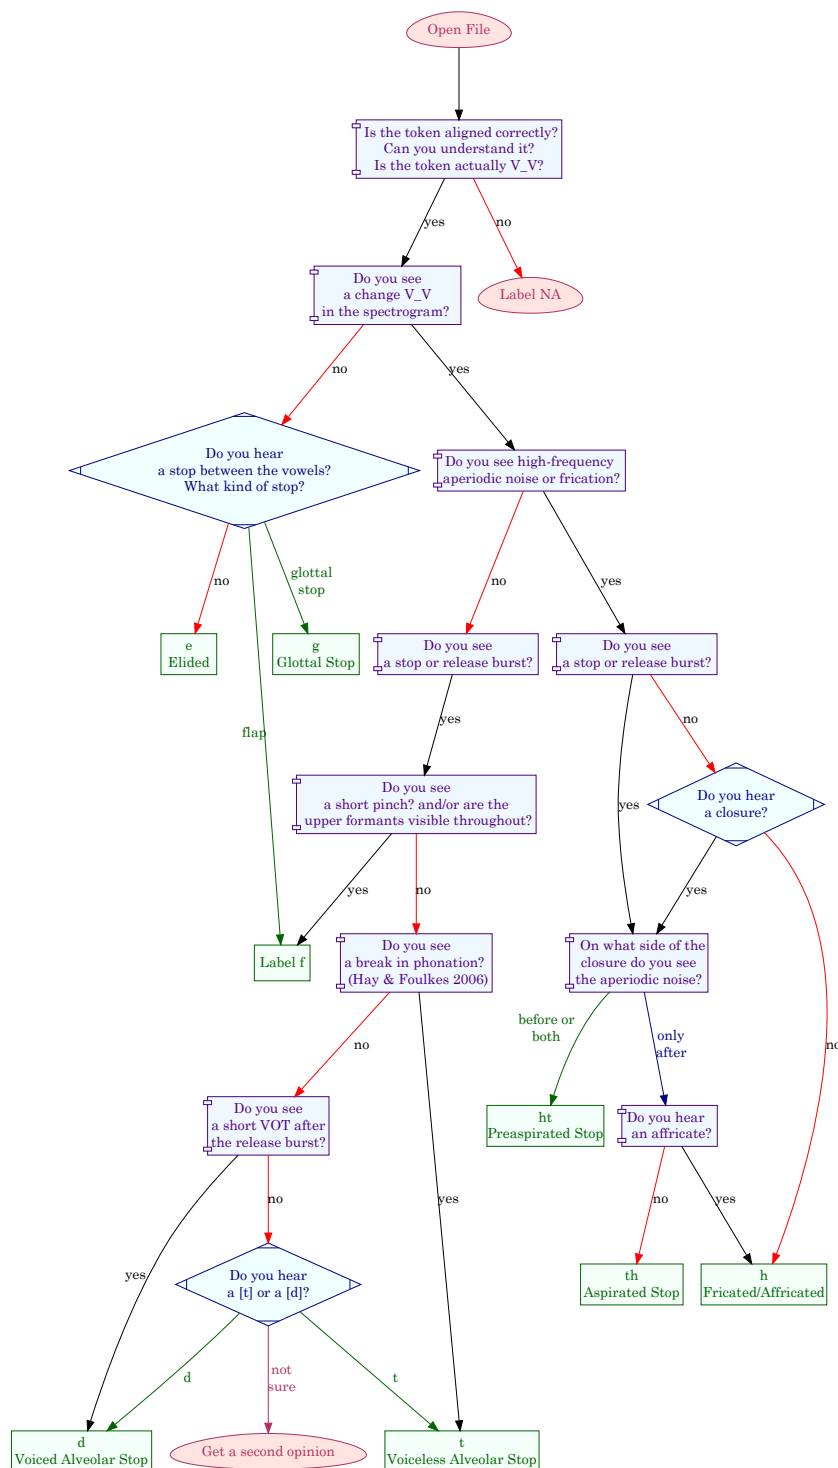 Open File
Is the token aligned correctly?
Can you understand it?
Is the token actually V_V?
yes
no
Do you see
a change V_V
in the spectrogram?
Label NA
no
yes
Do you hear
a stop between the vowels?
What kind of stop?
Do you see high-frequency
aperiodic noise or frication?
no
glottal
stop
no
yes
e
Elided
g
Glottal Stop
Do you see
a stop or release burst?
Do you see
a stop or release burst?
flap
yes
no
Do you see
a short pinch? and/or are the
upper formants visible throughout?
yes
Do you hear
a closure?
yes
no
yes
Label f
Do you see
a break in phonation?
(Hay & Foulkes 2006)
On what side of the
closure do you see
the aperiodic noise?
no
before or
both
only
after
no
Do you see
a short VOT after
the release burst?
ht
Preaspirated Stop
Do you hear
an affricate?
no
yes
no
yes
yes
Do you hear
a [t] or a [d]?
th
Aspirated Stop
h
Fricated/Affricated
d
not
sure
t
d
Voiced Alveolar Stop
Get a second opinion
t
Voiceless Alveolar Stop